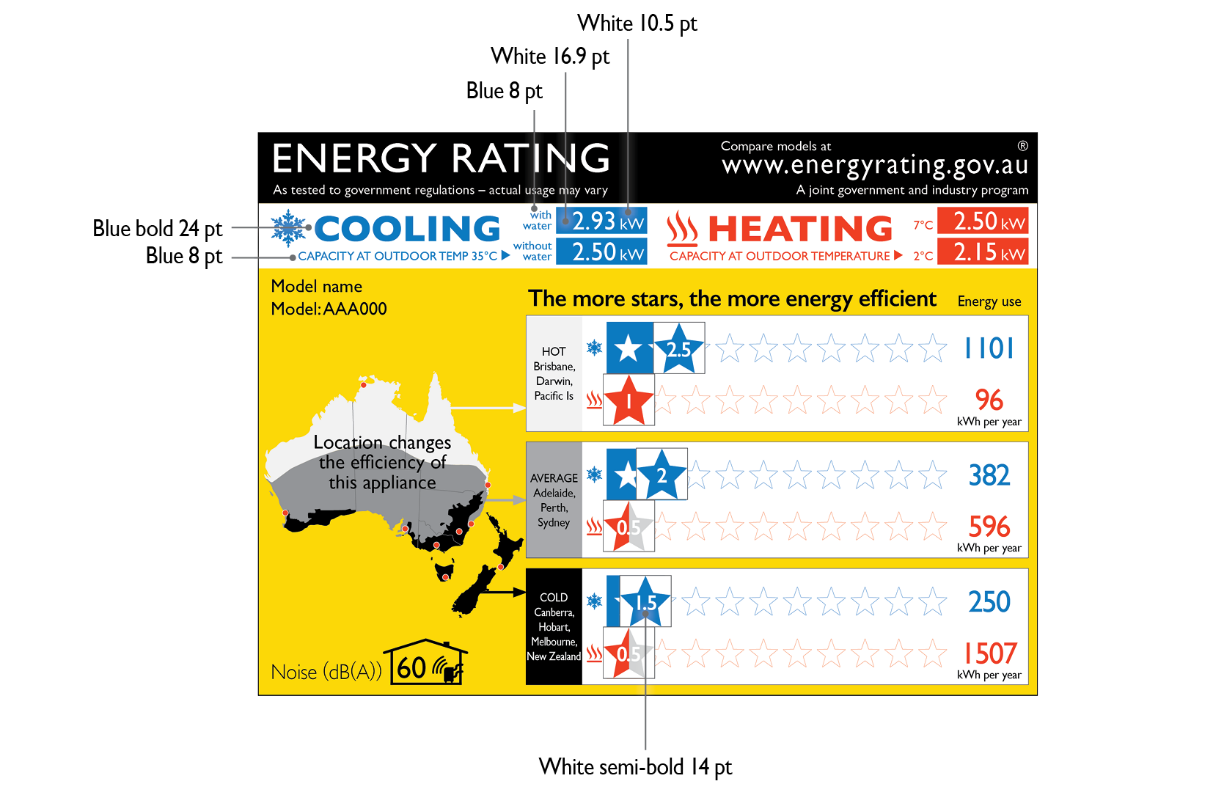 White 10.5 pt
White 16.9 pt
Blue 8 pt
ENERGY RATING
As tested to government regulations – actual usage may vary
Compare models at
®
www.energyrating.gov.au
A joint government and industry program
Blue bold 24 pt
Blue 8 pt
COOLING
CAPACITY AT OUTDOOR TEMP 35°C
with
water
2.93 kW
without
water
2.50 kW
HEATING
CAPACITY AT OUTDOOR TEMPERATURE
7°C
2.50 kW
2°C
2.15 kW
Model name
Model: AAA000
The more stars, the more energy efficient
Energy use
Location changes
the efficiency of
this appliance
HOT
Brisbane,
Darwin,
Pacific Is
2.5
1101
1
96
kWh per year
AVERAGE
Adelaide,
Perth,
Sydney
2
382
0.5
596
kWh per year
COLD
Canberra,
Hobart,
Melbourne,
New Zealand
1.5
250
0.5
1507
kWh per year
Noise (dB(A))
60
White semi-bold 14 pt